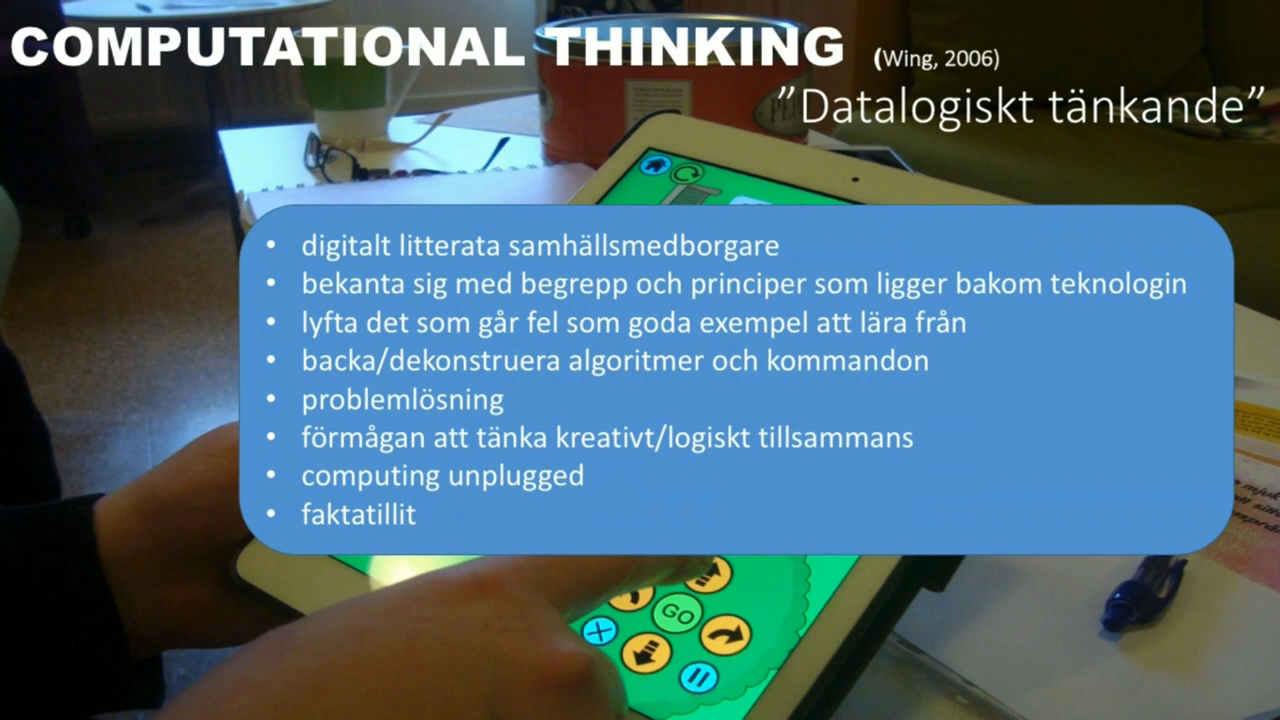 COMPUTATIONAL THINKING (Wing, 2006)
”Datalogiskt tänkande”
• digitalt litterata samhällsmedborgare
• bekanta sig med begrepp och principer som ligger bakom teknologin
• lyfta det som går fel som goda exempel att lära från
• backa/dekonstruera algoritmer och kommandon
• problemlösning
• förmågan att tänka kreativt/logiskt tillsammans
• computing unplugged
• faktatillit
GO